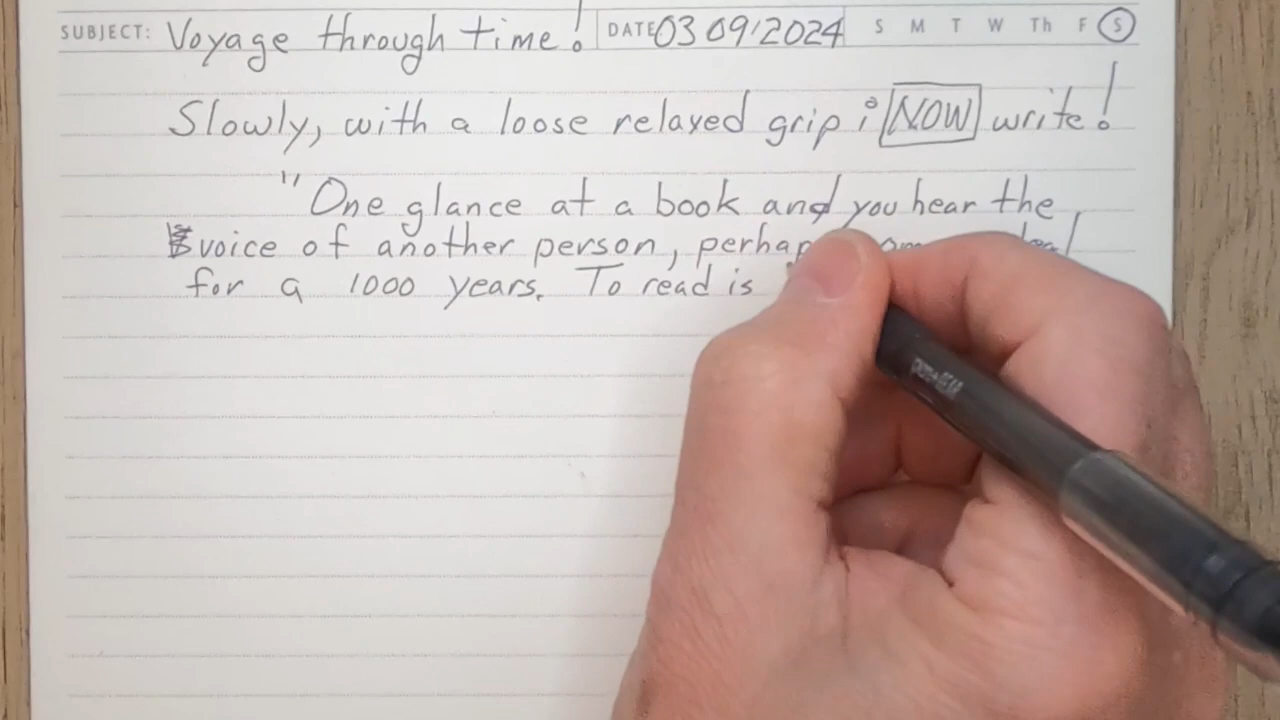 SUBJECT: Voyage through time! DATE 03 09/2024 S M T W Th F S
Slowly, with a loose relaxed grip; NOW write!
"One glance at a book and you hear the
voice of another person,
for a 1000 years. To read is